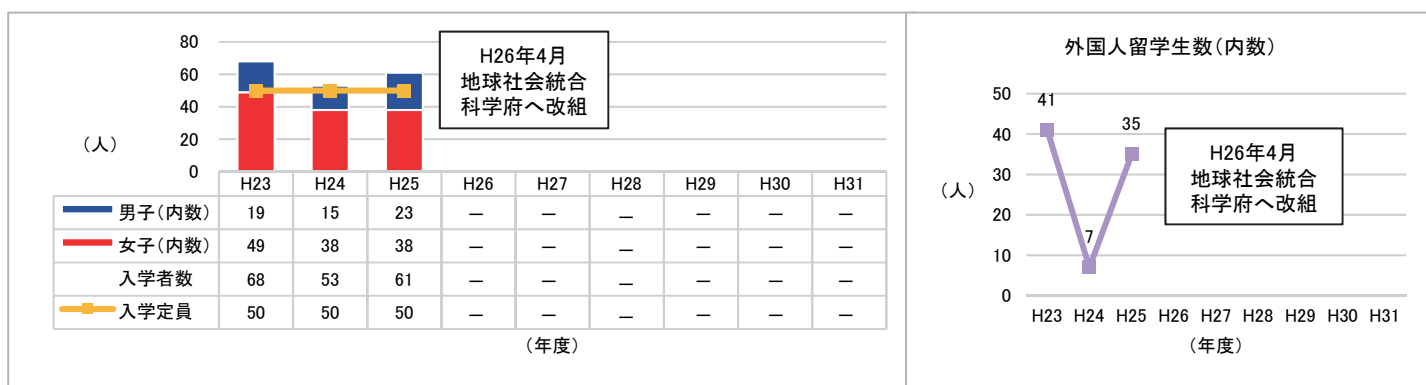 80
60
40
20
0
（人）
H26年4月
地球社会統合
科学府へ改組
H23 H24 H25 H26 H27 H28 H29 H30 H31
男子（内数） 19 15 23 － － － － － －
女子（内数） 49 38 38 － － － － － －
入学者数 68 53 61 － － － － － －
入学定員 50 50 50 － － － － － －
（年度）
外国人留学生数（内数）
50
40
30
20
10
0
（人）
41
7
35
H26年4月
地球社会統合
科学府へ改組
H23 H24 H25 H26 H27 H28 H29 H30 H31
（年度）